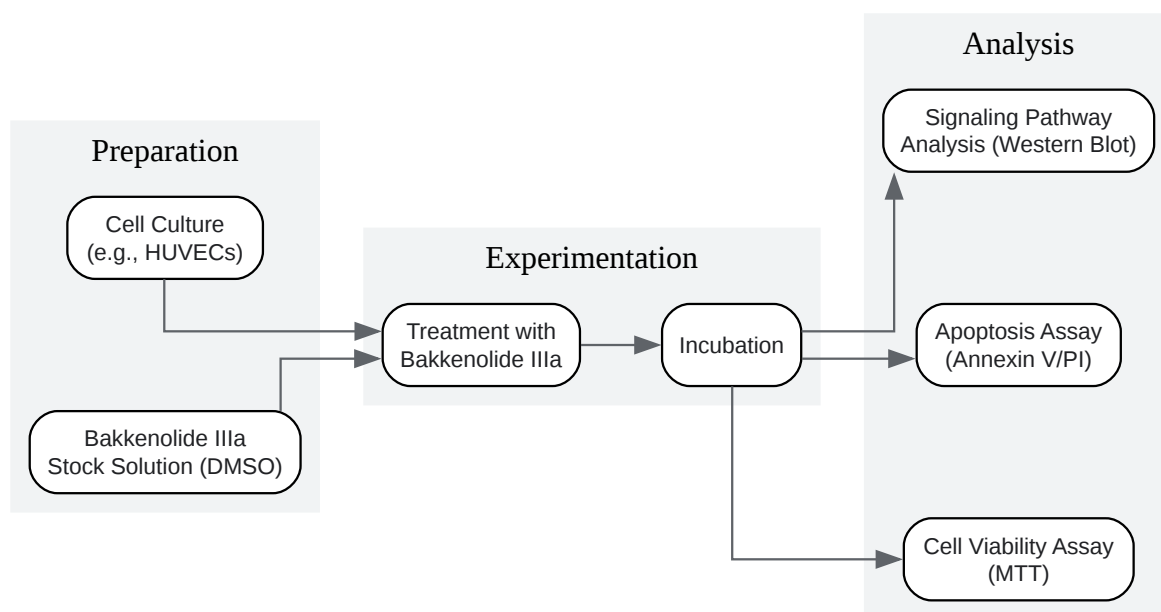 Preparation
Cell Culture
(e.g., HUVECs)
Bakkenolide IIIa
Stock Solution (DMSO)
Experimentation
Treatment with
Bakkenolide IIIa
Incubation
Analysis
Signaling Pathway
Analysis (Western Blot)
Apoptosis Assay
(Annexin V/PI)
Cell Viability Assay
(MTT)